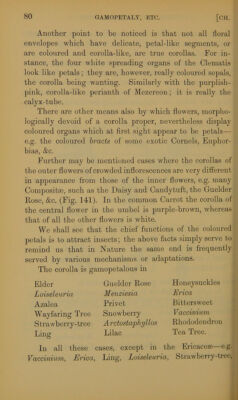 80 GAMOPETALY, ETC. [CH.
Another point to be noticed is that not all floral
envelopes which have delicate, petal-like segments, or
are coloured and corolla-like, are true corollas. For in-
stance, the four white spreading organs of the Clematis
look like petals; they are, however, really coloured sepals,
the corolla being wanting. Similarly with the purplish-
pink, corolla-like perianth of Mezereon; it is really the
calyx-tube.
There are other means also by which flowers, morpho-
logically devoid of a corolla proper, nevertheless display
coloured organs which at first sight appear to be petals—
e.g. the coloured bracts of some exotic Cornels, Euphor-
bias, &c.
Further may be mentioned cases where the corollas of
the outer flowers of crowded inflorescences are very different
in appearance from those of the inner flowers, e.g. many
Compositæ, such as the Daisy and Candytuft, the Guelder
Rose, &c. (Fig. 141). In the common Carrot the corolla of
the central flower in the umbel is purple-brown, whereas
that of all the other flowers is white.
We shall see that the chief functions of the coloured
petals is to attract insects; the above facts simply serve to
remind us that in Nature the same end is frequently
served by various mechanisms or adaptations.
The corolla is gamopetalous in
Elder Guelder Rose Honeysuckles
Loiseleuria Menziesia Erica
Azalea Privet Bittersweet
Wayfaring Tree Snowberry Vaccinium
Strawberry-tree Arctostaphyllos Rhododendron
Ling Lilac Tea Tree.
In all these cases, except in the Ericaceæ—e.g.
Vaccinium, Erica, Ling, Loiseleuria, Strawberry-tree,